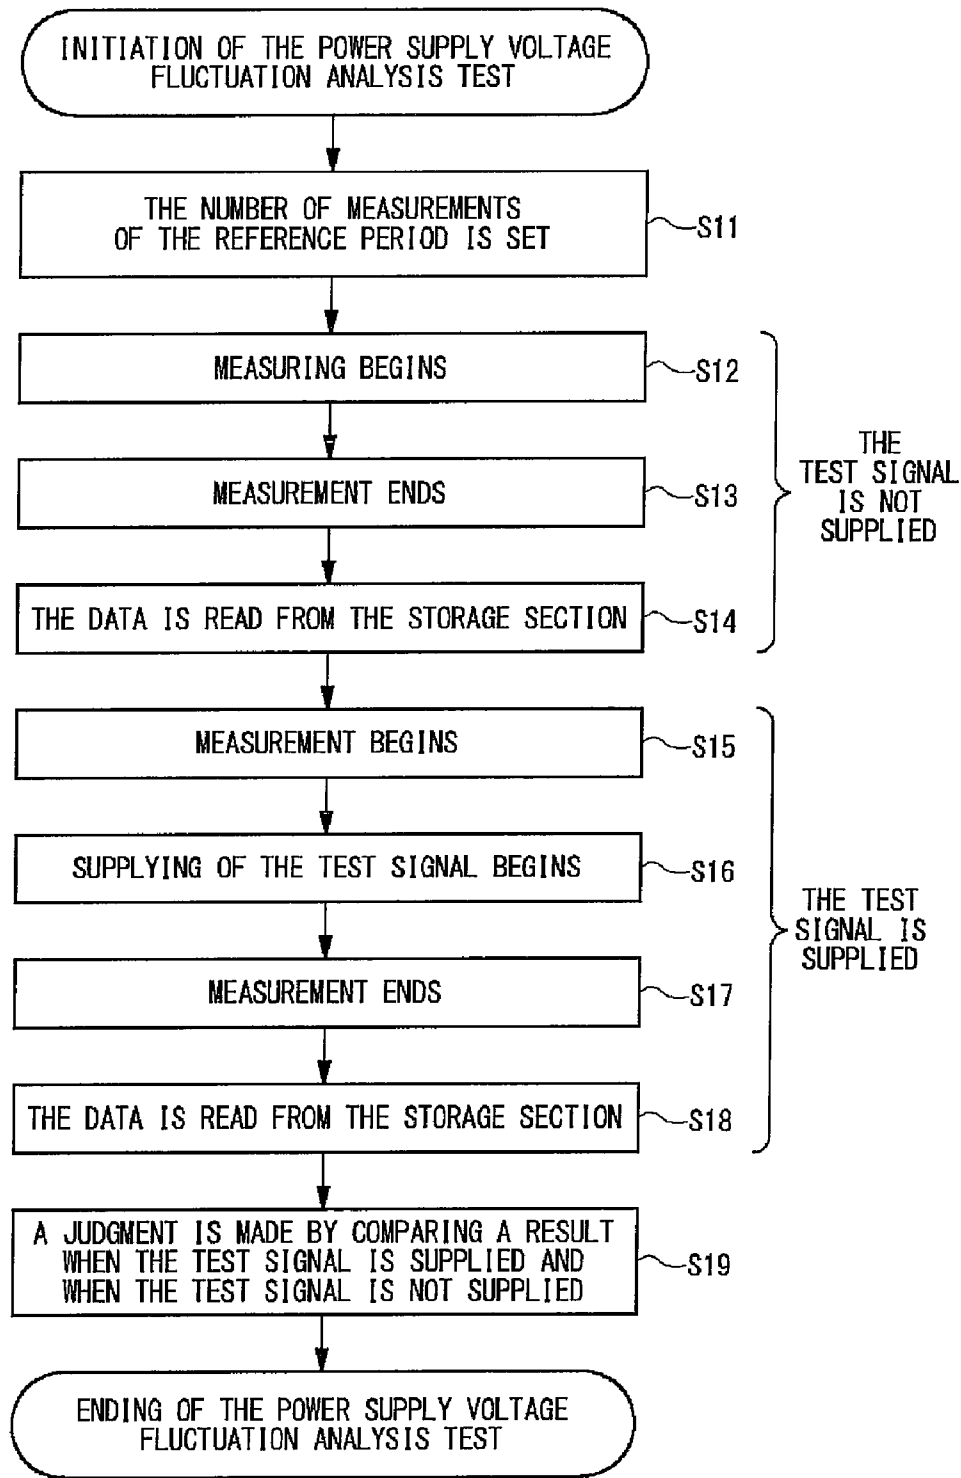 INITIATION OF THE POWER SUPPLY VOLTAGE
FLUCTUATION ANALYSIS TEST
THE NUMBER OF MEASUREMENTS
OF THE REFERENCE PERIOD IS SET
S11
MEASURING BEGINS
S12
MEASUREMENT ENDS
S13
THE DATA IS READ FROM THE STORAGE SECTION
S14
THE
TEST SIGNAL
IS NOT
SUPPLIED
MEASUREMENT BEGINS
S15
SUPPLYING OF THE TEST SIGNAL BEGINS
S16
MEASUREMENT ENDS
S17
THE DATA IS READ FROM THE STORAGE SECTION
S18
THE TEST
SIGNAL IS
SUPPLIED
A JUDGMENT IS MADE BY COMPARING A RESULT
WHEN THE TEST SIGNAL IS SUPPLIED AND
WHEN THE TEST SIGNAL IS NOT SUPPLIED
S19
ENDING OF THE POWER SUPPLY VOLTAGE
FLUCTUATION ANALYSIS TEST